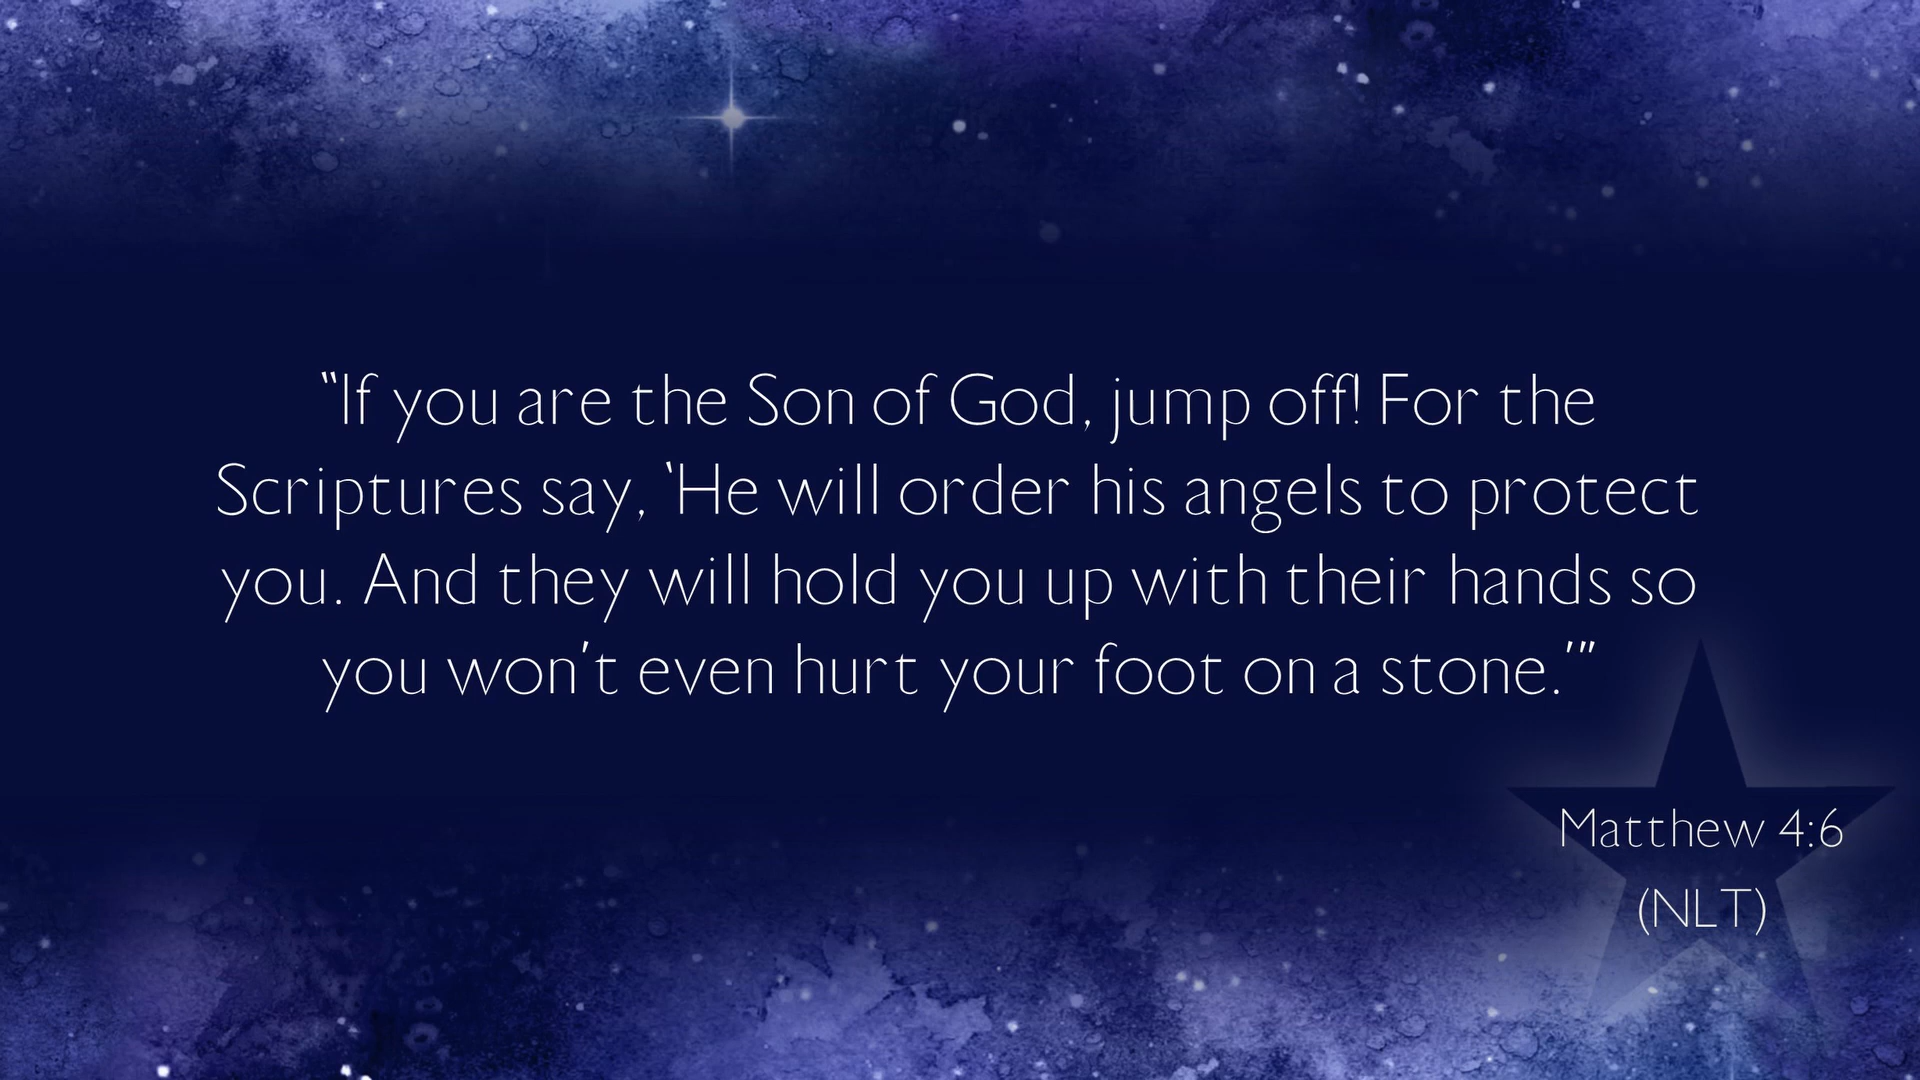 “If you are the Son of God, jump off! For the
Scriptures say, ‘He will order his angels to protect
you. And they will hold you up with their hands so
you won’t even hurt your foot on a stone.’”
Matthew 4:6
(NLT)